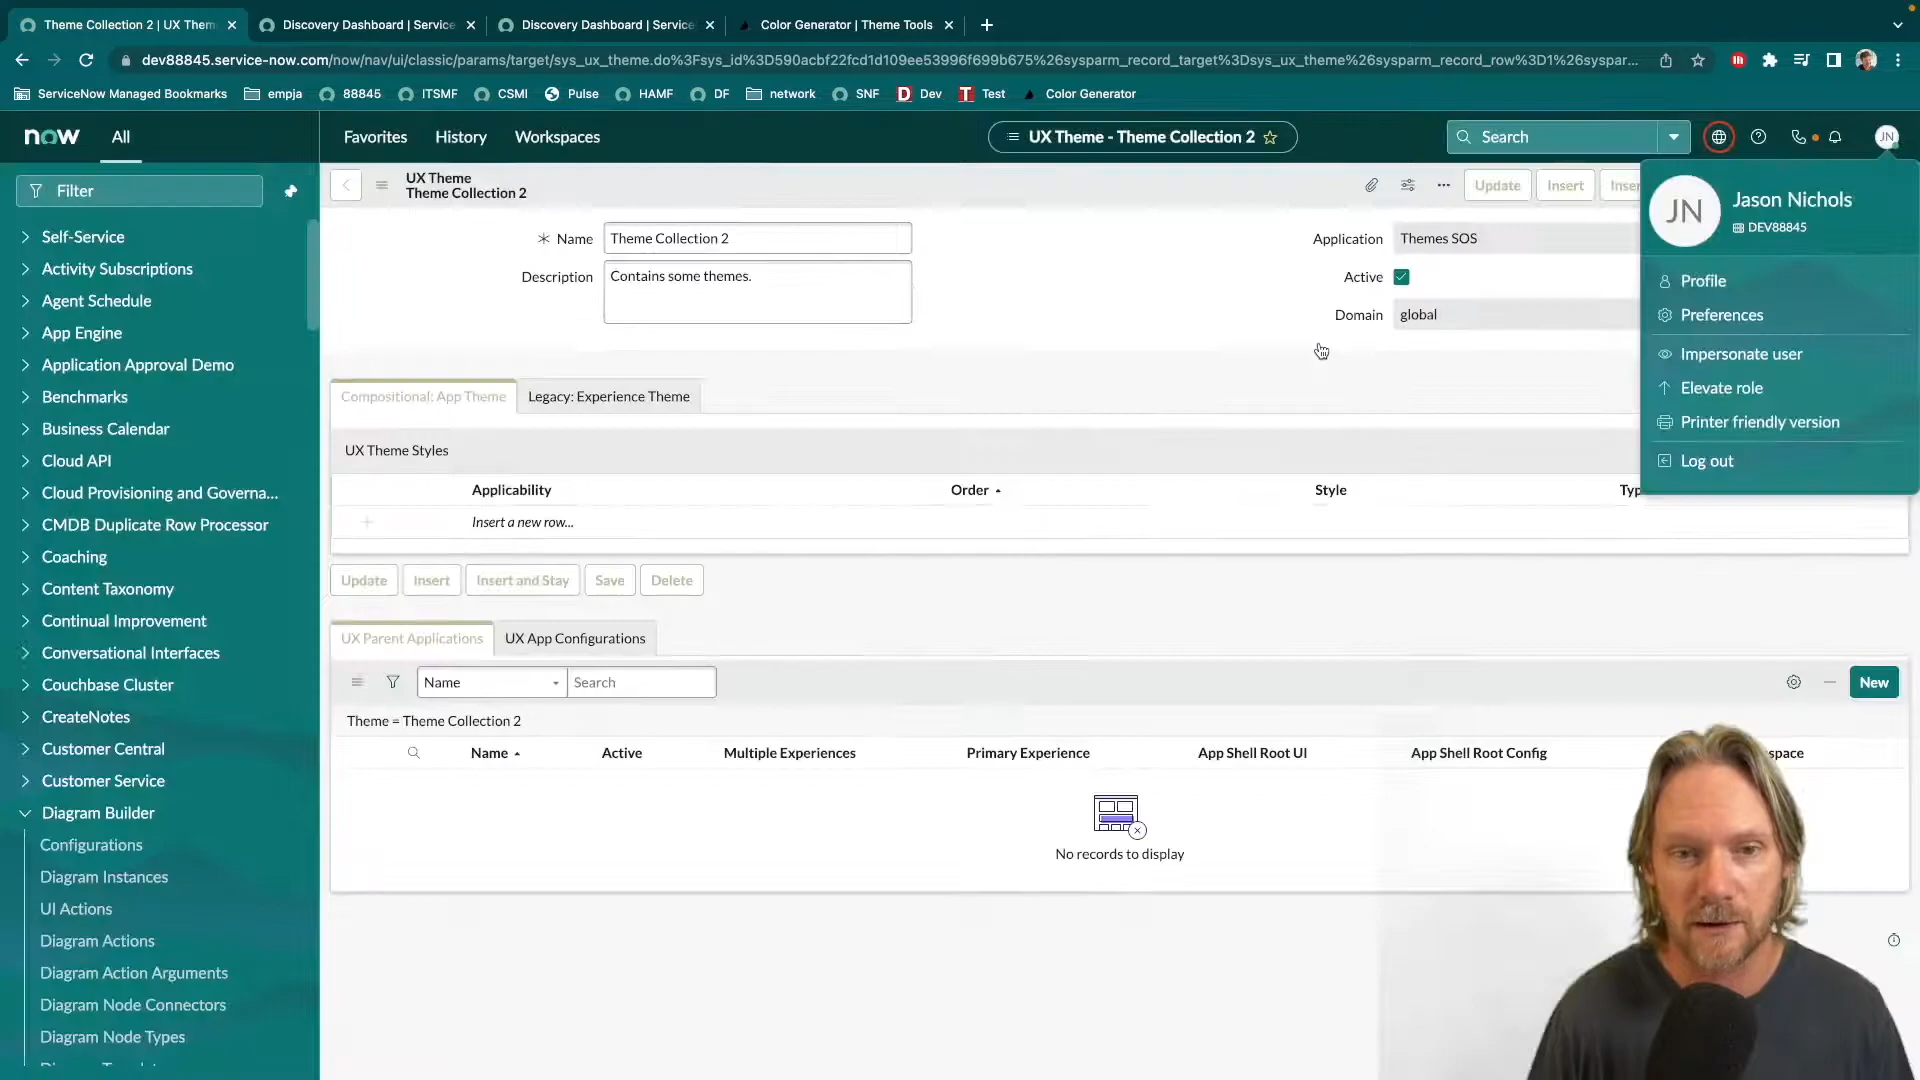 Theme Collection 2 | UX Them
Discovery Dashboard | Service
Discovery Dashboard | Service
Color Generator | Theme Tools
dev88845.service-now.com/now/nav/ui/classic/params/target/sys_ux_theme.do%3Fsys_id%3D590acbf22fcd1d109ee53996f699b675%26sysparm_record_target%3Dsys_ux_theme%26sysparm_record_row%3D1%26syspar...
ServiceNow Managed Bookmarks
empja
88845
ITSMF
CSMI
Pulse
HAMF
DF
network
SNF
D Dev
T Test
Color Generator
now
All
Favorites
History
Workspaces
UX Theme - Theme Collection 2
Search
JN
Filter
UX Theme
Theme Collection 2
Update
Insert
Inser
JN
Jason Nichols
DEV88845
Profile
Preferences
Impersonate user
Elevate role
Printer friendly version
Log out
Self-Service
Activity Subscriptions
Agent Schedule
App Engine
Application Approval Demo
Benchmarks
Business Calendar
Cloud API
Cloud Provisioning and Governa...
CMDB Duplicate Row Processor
Coaching
Content Taxonomy
Continual Improvement
Conversational Interfaces
Couchbase Cluster
CreateNotes
Customer Central
Customer Service
Diagram Builder
Configurations
Diagram Instances
UI Actions
Diagram Actions
Diagram Action Arguments
Diagram Node Connectors
Diagram Node Types
Name
Theme Collection 2
Description
Contains some themes.
Application
Themes SOS
Active
Domain
global
Compositional: App Theme
Legacy: Experience Theme
UX Theme Styles
Applicability
Order
Style
Typ
Insert a new row...
Update
Insert
Insert and Stay
Save
Delete
UX Parent Applications
UX App Configurations
Name
Search
New
Theme = Theme Collection 2
Name
Active
Multiple Experiences
Primary Experience
App Shell Root UI
App Shell Root Config
space
No records to display